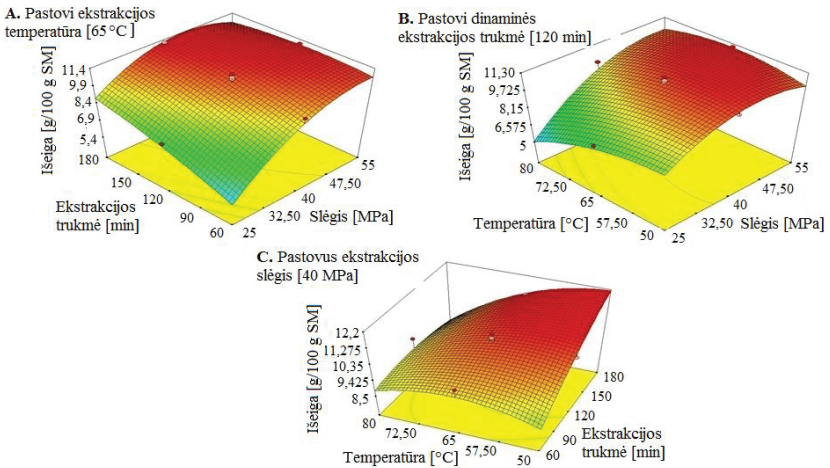 A. Pastovi ekstrakcijos
temperatūra [65 °C]
Išeiga [g/100 g SM]
11,4
9,9
8,4
6,9
5,4
180
150
120
90
60
Ekstrakcijos
trukmė [min]
25
32,50
40
47,50
55
Slėgis [MPa]
B. Pastovi dinaminės
ekstrakcijos trukmė [120 min]
Išeiga [g/100 g SM]
11,30
9,725
8,15
6,575
5
80
72,50
65
57,50
50
Temperatūra [°C]
25
32,50
40
47,50
55
Slėgis [MPa]
C. Pastovus ekstrakcijos
slėgis [40 MPa]
Išeiga [g/100 g SM]
12,2
11,275
10,35
9,425
8,5
80
72,50
65
57,50
50
Temperatūra [°C]
60
90
120
150
180
Ekstrakcijos
trukmė [min]